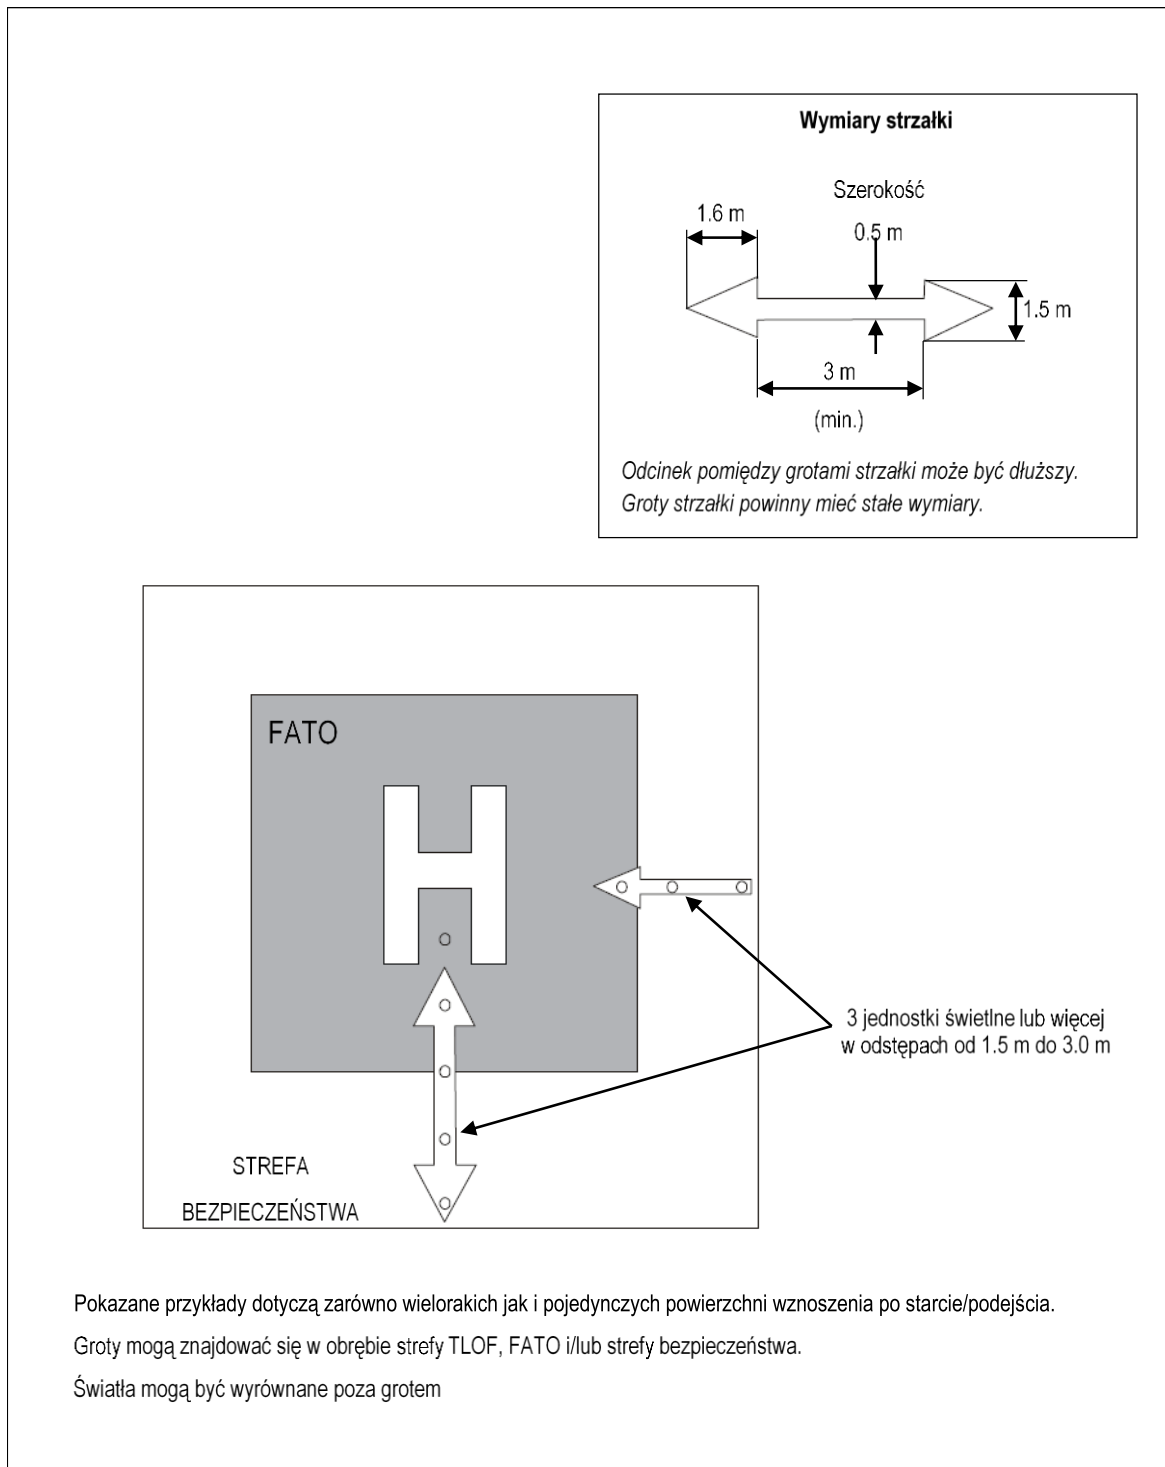 Wymiary strzałki
Szerokość
1.6 m
0.5 m
1.5 m
3 m
(min.)
Odcinek pomiędzy grotami strzałki może być dłuższy.
Groty strzałki powinny mieć stałe wymiary.
FATO
H
3 jednostki świetlne lub więcej
w odstępach od 1.5 m do 3.0 m
STREFA
BEZPIECZEŃSTWA
Pokazane przykłady dotyczą zarówno wielorakich jak i pojedynczych powierzchni wznoszenia po starcie/podejścia.
Groty mogą znajdować się w obrębie strefy TLOF, FATO i/lub strefy bezpieczeństwa.
Światła mogą być wyrównane poza grotem